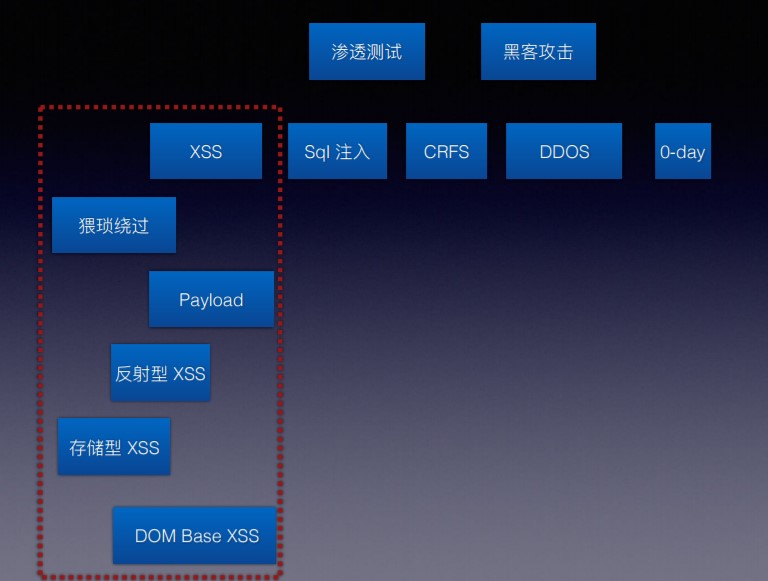 渗透测试
黑客攻击
XSS
Sql 注入
CRFS
DDOS
0-day
猥琐绕过
Payload
反射型 XSS
存储型 XSS
DOM Base XSS